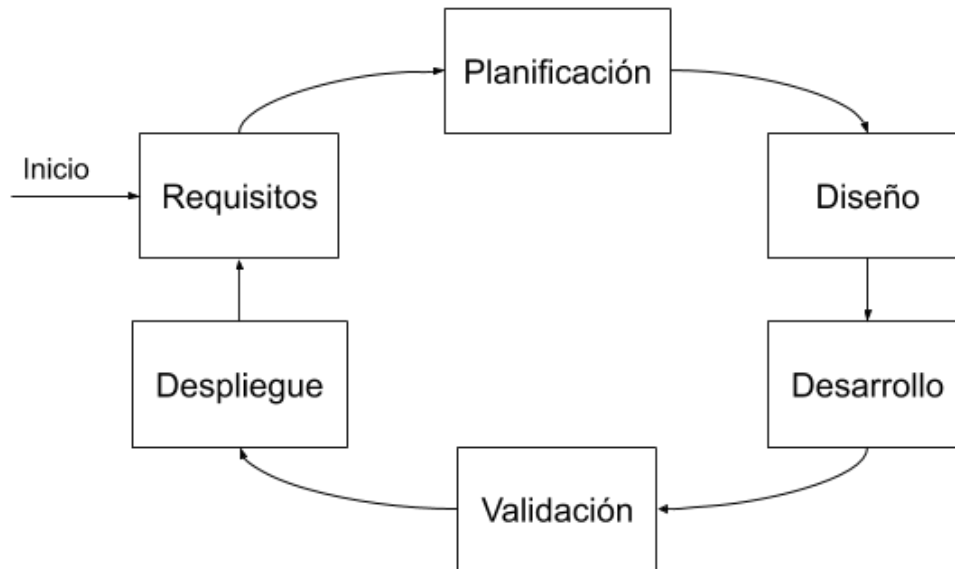 Planificación
Inicio
Requisitos
Diseño
Despliegue
Desarrollo
Validación